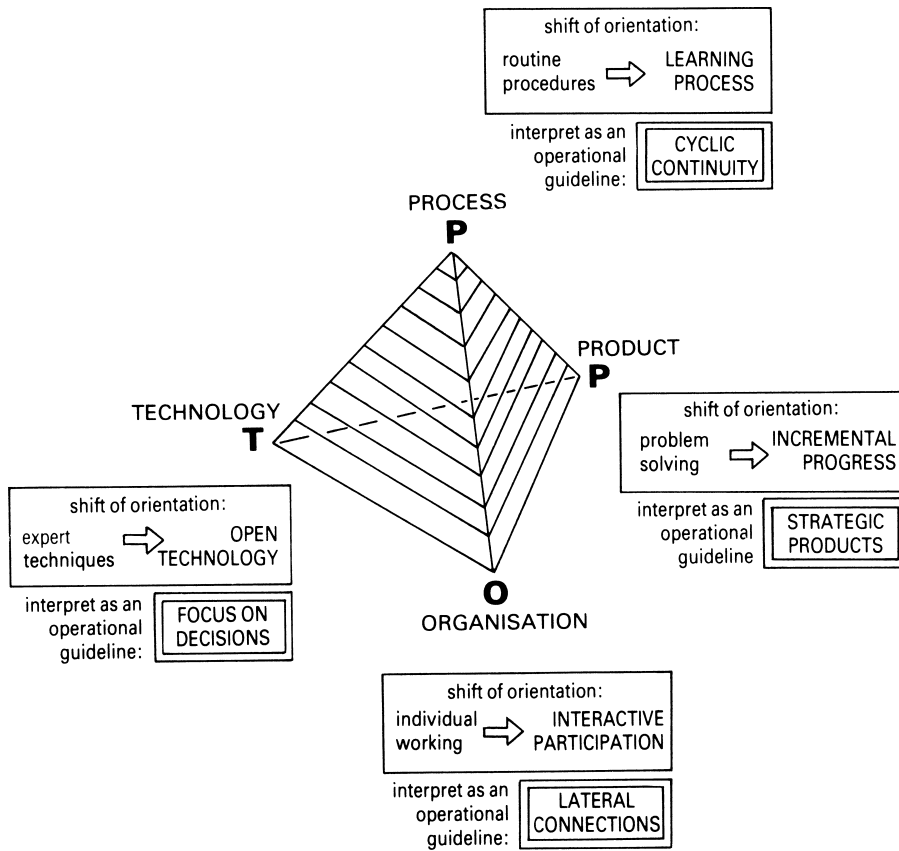 shift of orientation:
routine procedures
LEARNING PROCESS
interpret as an
operational
guideline:
CYCLIC
CONTINUITY
PROCESS
P
PRODUCT
P
TECHNOLOGY
T
shift of orientation:
problem solving
INCREMENTAL PROGRESS
interpret as an
operational
guideline
STRATEGIC
PRODUCTS
shift of orientation:
expert techniques
OPEN TECHNOLOGY
interpret as an
operational
guideline:
FOCUS ON
DECISIONS
O
ORGANISATION
shift of orientation:
individual working
INTERACTIVE PARTICIPATION
interpret as an
operational
guideline:
LATERAL
CONNECTIONS